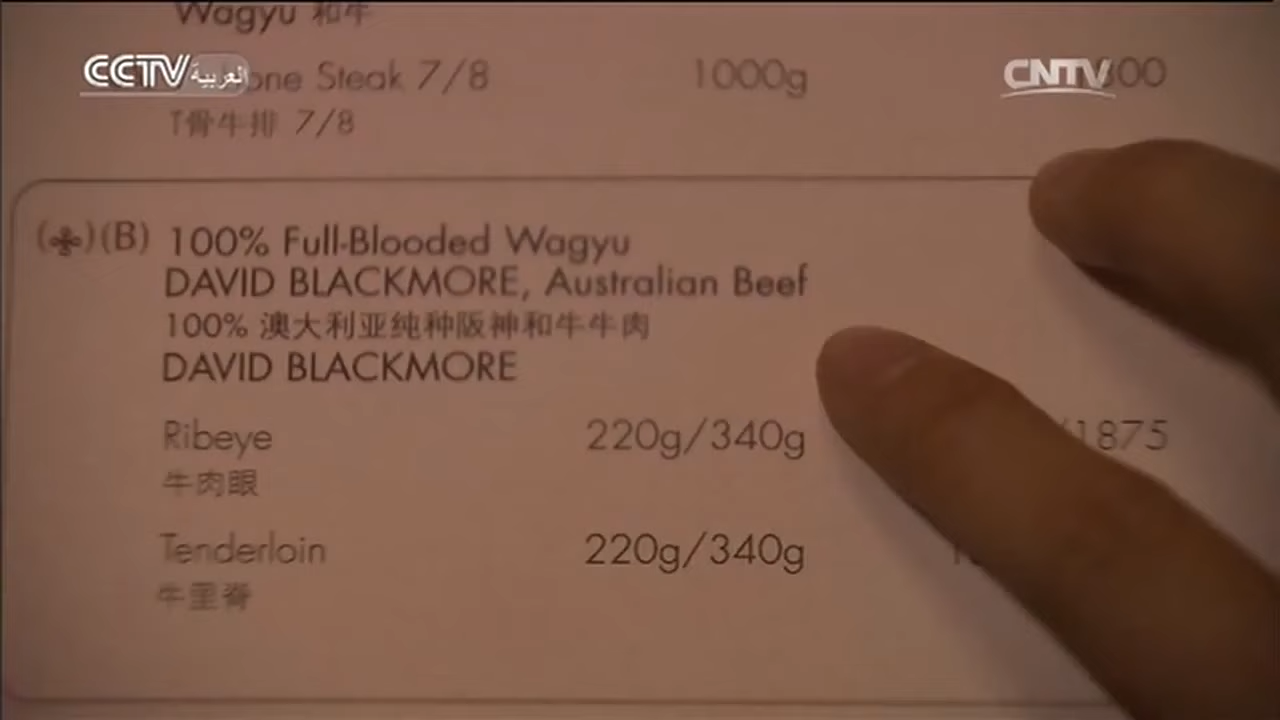 Wagyu 和牛
CCTV العربية
CNTV
one Steak 7/8 1000g 800
T骨牛排 7/8
(B) 100% Full-Blooded Wagyu
DAVID BLACKMORE, Australian Beef
100% 澳大利亚纯种阪神和牛牛肉
DAVID BLACKMORE
Ribeye 220g/340g /1875
牛肉眼
Tenderloin 220g/340g
牛里脊